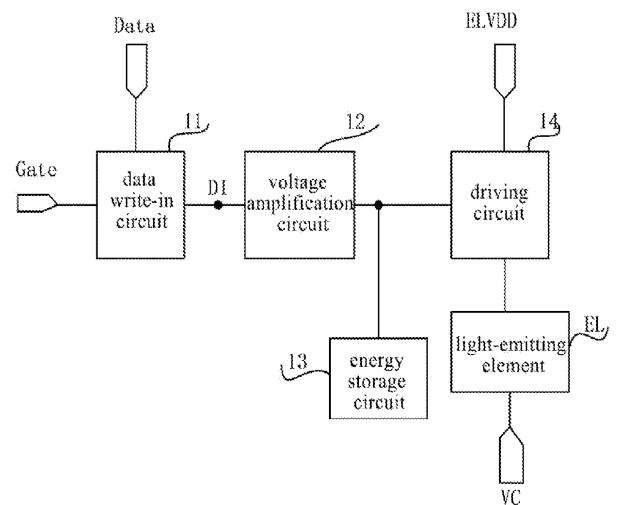 Data
ELVDD
11
12
14
Gate
data
write-in
circuit
DI
voltage
amplification
circuit
driving
circuit
13
energy
storage
circuit
light-emitting
element
EL
VC